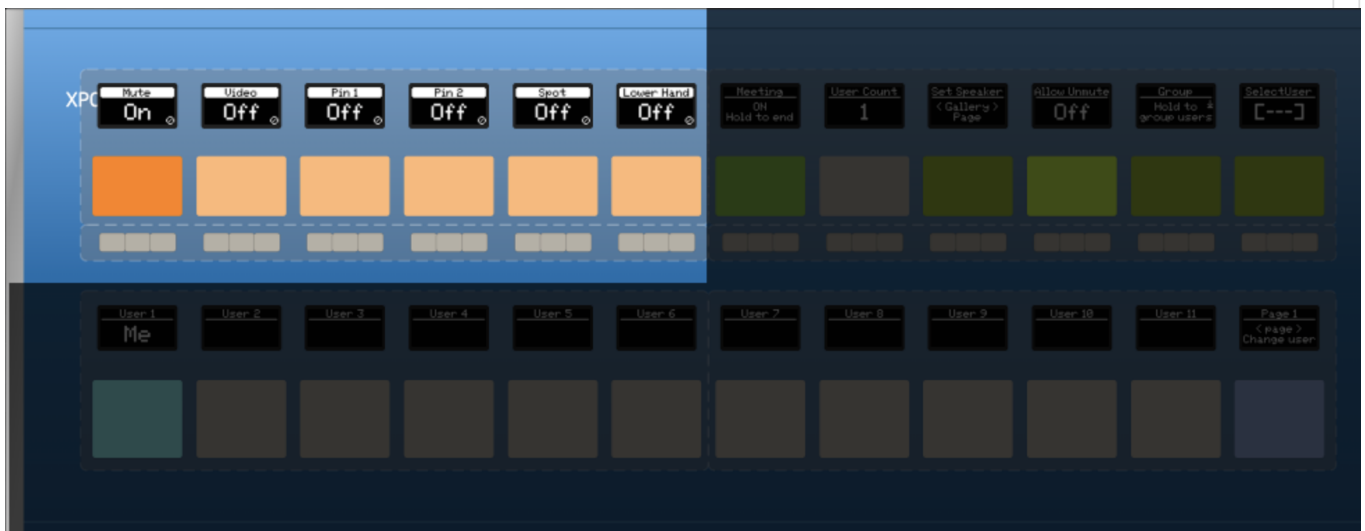 XPC
Mute
On
Video
Off
Pin 1
Off
Pin 2
Off
Spot
Off
Lower Hand
Off
Meeting
ON
Hold to end
User Count
1
Set Speaker
<Gallery>
Page
Allow Unmute
Off
Group
Hold to
group users
SelectUser
[---]
User 1
Me
User 2
User 3
User 4
User 5
User 6
User 7
User 8
User 9
User 10
User 11
Page 1
<page>
Change user